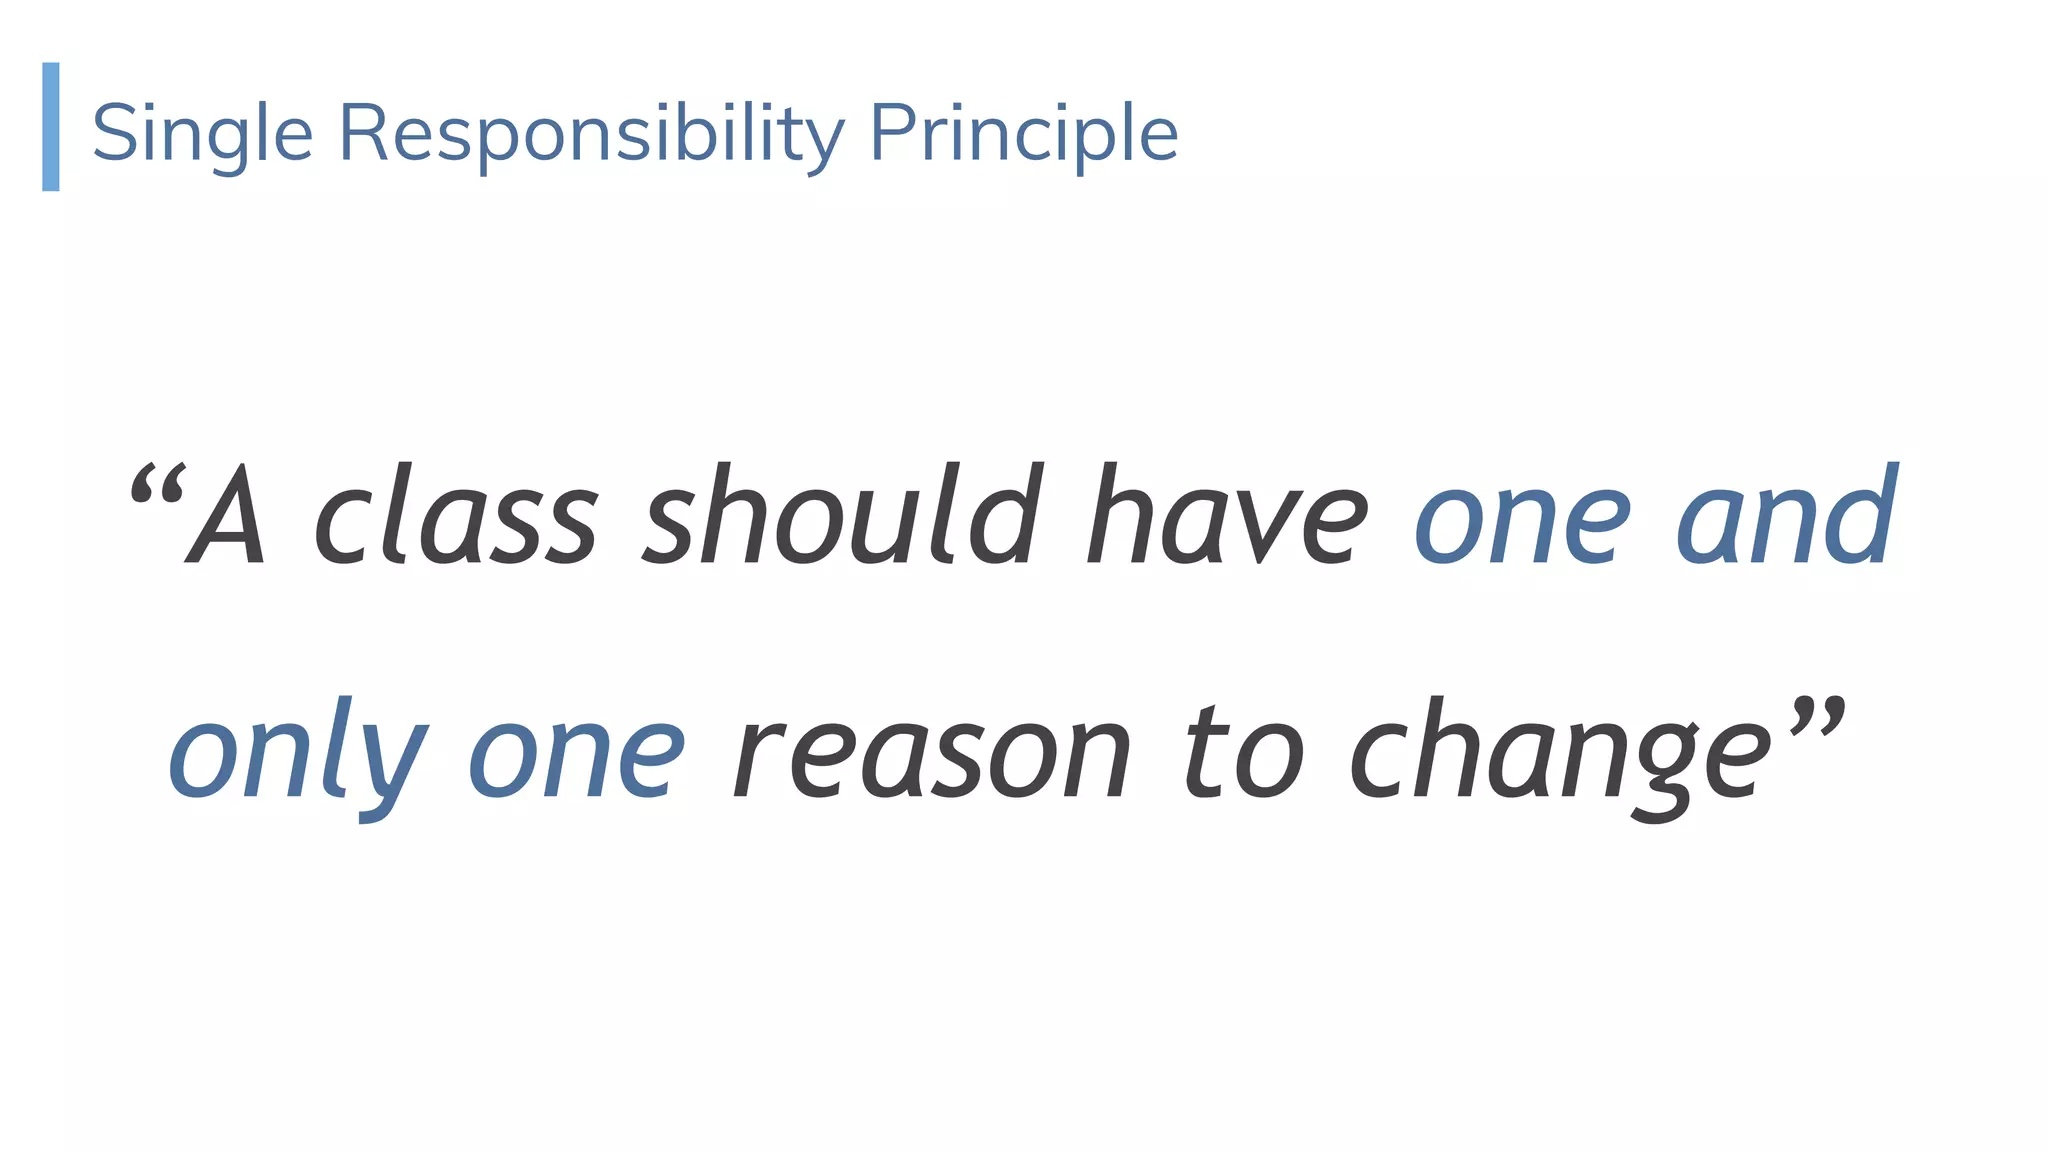 Single Responsibility Principle
“A class should have one and
only one reason to change”